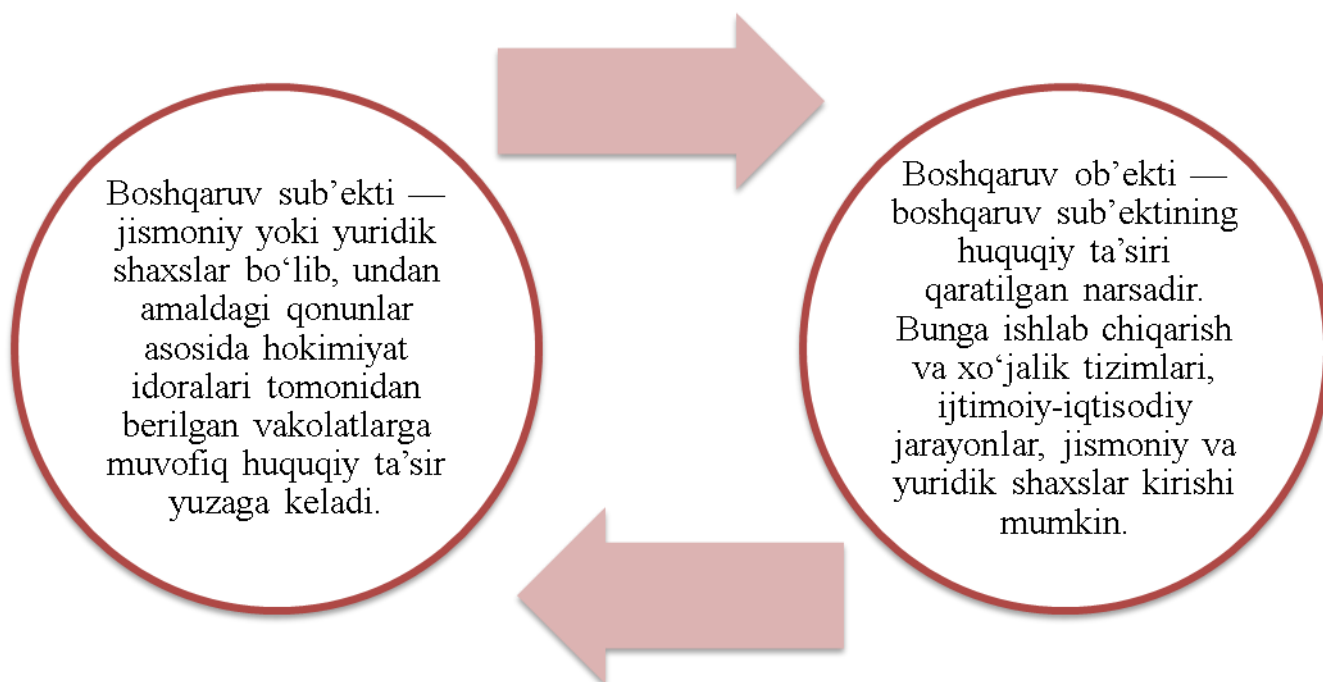 Boshqaruv sub’ekti —
jismoniy yoki yuridik
shaxslar bo‘lib, undan
amaldagi qonunlar
asosida hokimiyat
idoralari tomonidan
berilgan vakolatlarga
muvofiq huquqiy ta’sir
yuzaga keladi.
Boshqaruv ob’ekti —
boshqaruv sub’ektining
huquqiy ta’siri
qaratilgan narsadir.
Bunga ishlab chiqarish
va xo‘jalik tizimlari,
ijtimoiy-iqtisodiy
jarayonlar, jismoniy va
yuridik shaxslar kirishi
mumkin.